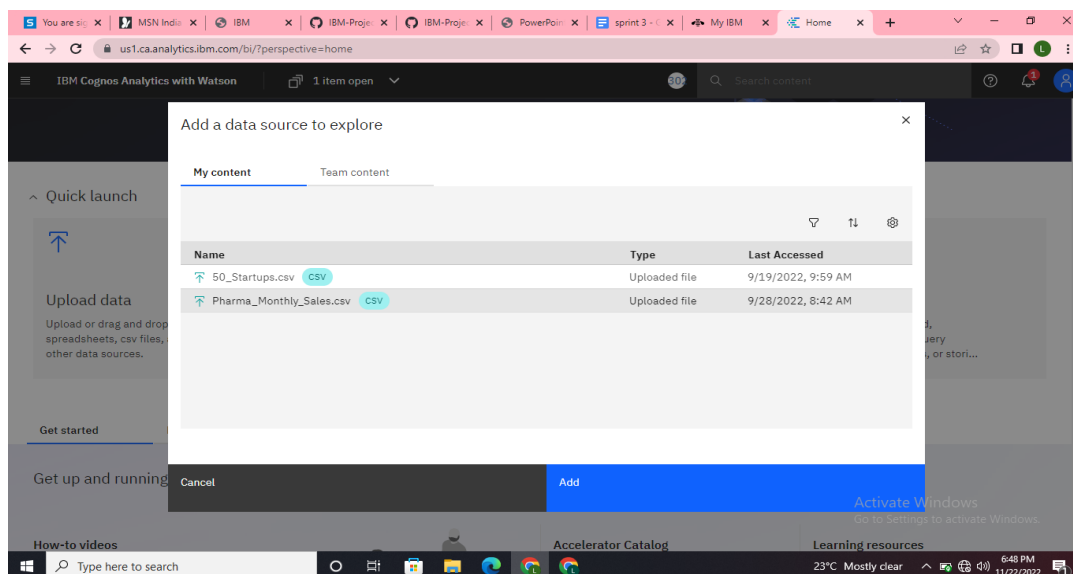 You are sig
MSN India
IBM
IBM-Projec
IBM-Projec
PowerPoin
sprint 3 -
My IBM
Home
us1.ca.analytics.ibm.com/bi/?perspective=home
IBM Cognos Analytics with Watson
1 item open
Search content
1
Add a data source to explore
My content
Team content
Quick launch
Name
Type
Last Accessed
50_Startups.csv CSV
Uploaded file
9/19/2022, 9:59 AM
Pharma_Monthly_Sales.csv CSV
Uploaded file
9/28/2022, 8:42 AM
Upload data
Upload or drag and drop
spreadsheets, csv files,
other data sources.
uery
, or stori...
Get started
Get up and running
Cancel
Add
Activate Windows
Go to Settings to activate Windows.
How-to videos
Accelerator Catalog
Learning resources
Type here to search
23°C Mostly clear
6:48 PM
11/22/2022